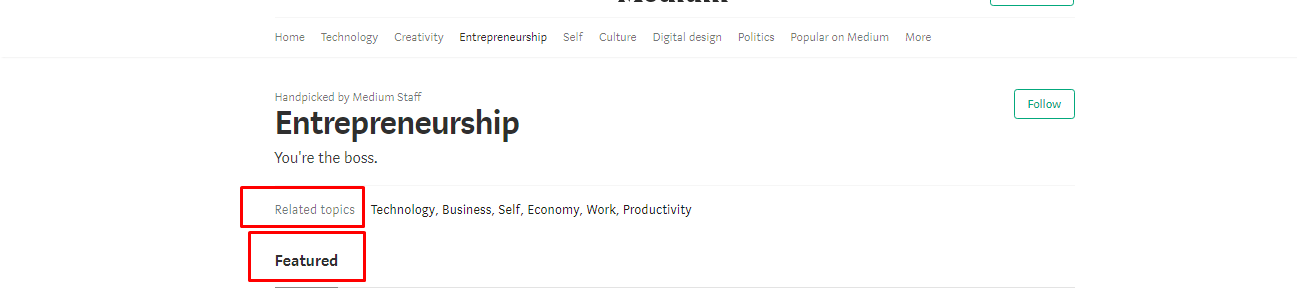 Home Technology Creativity Entrepreneurship Self Culture Digital design Politics Popular on Medium More
Handpicked by Medium Staff
Entrepreneurship
Follow
You're the boss.
Related topics Technology, Business, Self, Economy, Work, Productivity
Featured